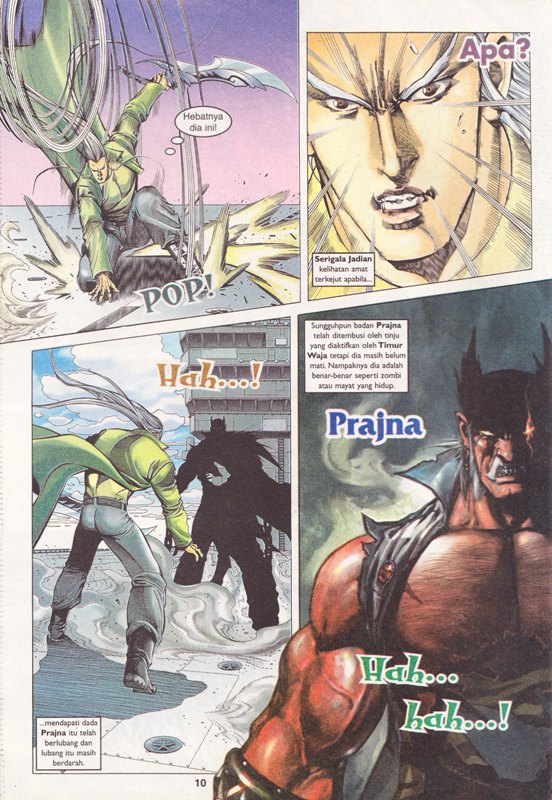 Hebatnya
dia ini!
POP!
Apa?
Serigala Jadian
kelihatan amat
terkejut apabila...
Hah...!
...mendapati dada
Prajna itu telah
berlubang dan
lubang itu masih
berdarah.
Sungguhpun badan Prajna
telah ditembusi oleh tinju
yang diaktifkan oleh Timur
Waja tetapi dia masih belum
mati. Nampaknya dia adalah
benar-benar seperti zombi
atau mayat yang hidup.
Prajna
Hah...
hah...!
10